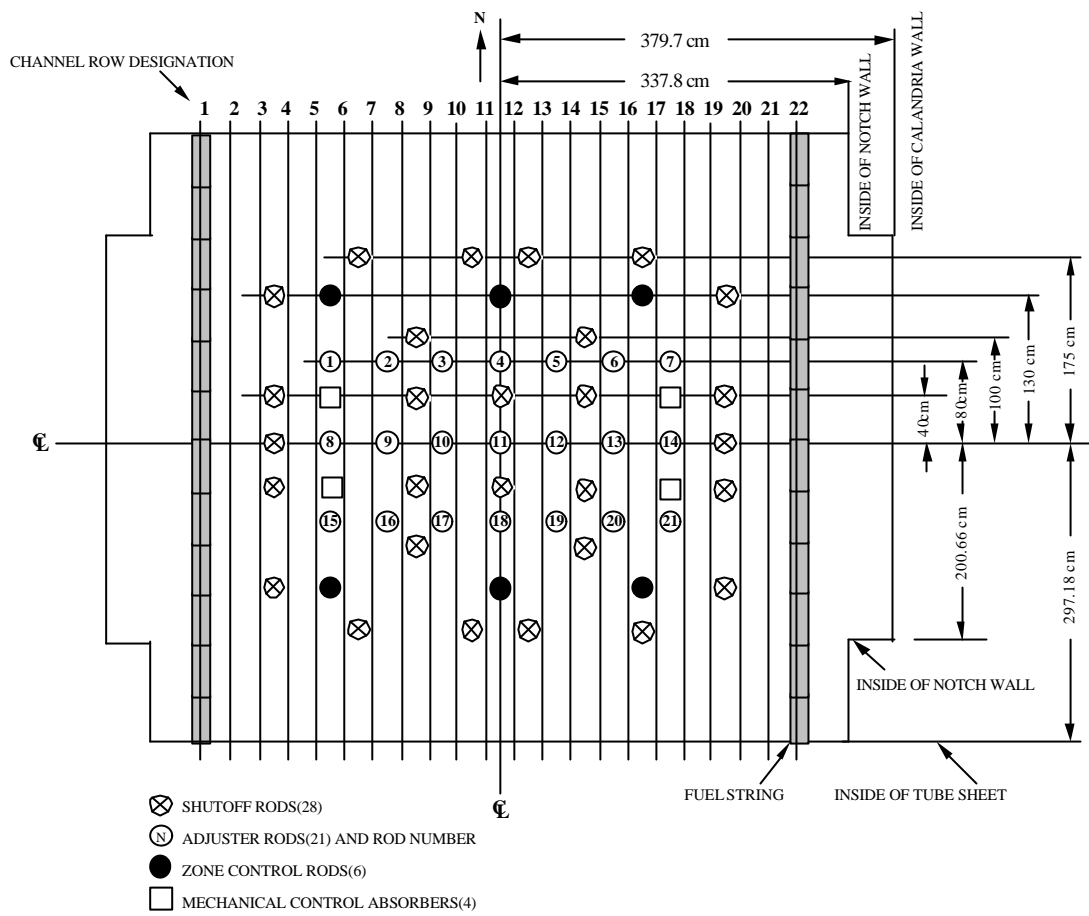 N
379.7 cm
CHANNEL ROW DESIGNATION
337.8 cm
1 2 3 4 5 6 7 8 9 10 11 12 13 14 15 16 17 18 19 20 21 22
INSIDE OF NOTCH WALL
INSIDE OF CALANDRIA WALL
1 2 3 4 5 6 7
℄
8 9 10 11 12 13 14
15 16 17 18 19 20 21
40cm
80cm
100 cm
130 cm
175 cm
200.66 cm
297.18 cm
INSIDE OF NOTCH WALL
FUEL STRING
INSIDE OF TUBE SHEET
℄
SHUTOFF RODS(28)
N ADJUSTER RODS(21) AND ROD NUMBER
ZONE CONTROL RODS(6)
MECHANICAL CONTROL ABSORBERS(4)